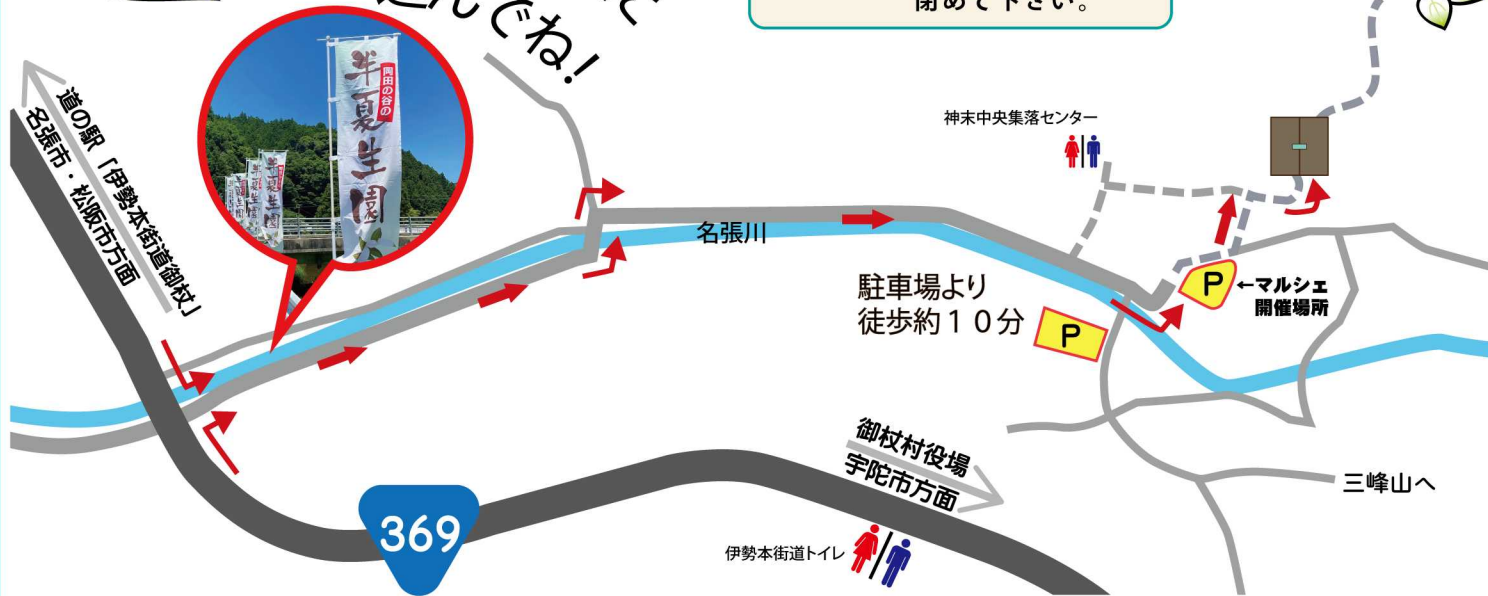 んでね!
閉めて下さい。
道の駅「伊勢本街道御杖」
名張市・松阪市方面
岡田の谷の
半夏生園
半夏生園
神末中央集落センター
名張川
駐車場より
徒歩約10分
P
P
←マルシェ
開催場所
御杖村役場
宇陀市方面
三峰山へ
369
伊勢本街道トイレ